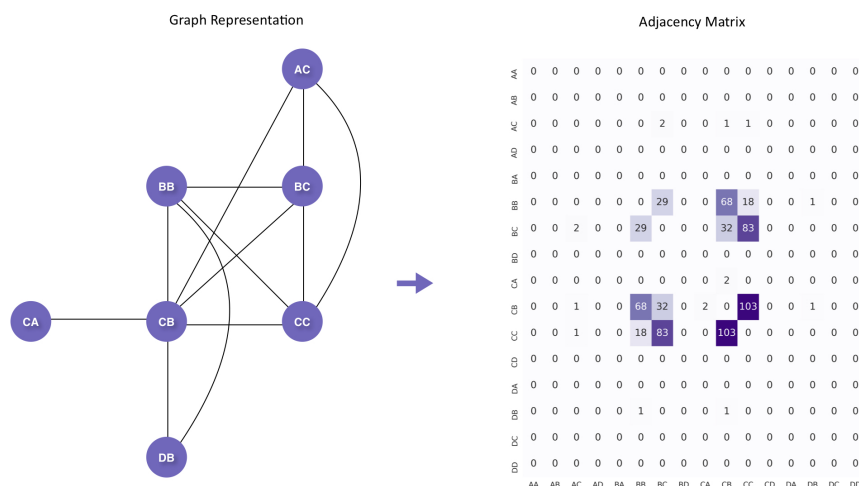 Graph Representation
AC
BB
BC
CA
CB
CC
DB
Adjacency Matrix
AA 0 0 0 0 0 0 0 0 0 0 0 0 0 0 0 0
AB 0 0 0 0 0 0 0 0 0 0 0 0 0 0 0 0
AC 0 0 0 0 0 0 2 0 0 1 1 0 0 0 0 0
AD 0 0 0 0 0 0 0 0 0 0 0 0 0 0 0 0
BA 0 0 0 0 0 0 0 0 0 0 0 0 0 0 0 0
BB 0 0 0 0 0 0 29 0 0 68 18 0 0 1 0 0
BC 0 0 2 0 0 29 0 0 0 32 83 0 0 0 0 0
BD 0 0 0 0 0 0 0 0 0 0 0 0 0 0 0 0
CA 0 0 0 0 0 0 0 0 0 2 0 0 0 0 0 0
CB 0 0 1 0 0 68 32 0 2 0 103 0 0 1 0 0
CC 0 0 1 0 0 18 83 0 0 103 0 0 0 0 0 0
CD 0 0 0 0 0 0 0 0 0 0 0 0 0 0 0 0
DA 0 0 0 0 0 0 0 0 0 0 0 0 0 0 0 0
DB 0 0 0 0 0 1 0 0 0 1 0 0 0 0 0 0
DC 0 0 0 0 0 0 0 0 0 0 0 0 0 0 0 0
DD 0 0 0 0 0 0 0 0 0 0 0 0 0 0 0 0
AA AB AC AD BA BB BC BD CA CB CC CD DA DB DC DD